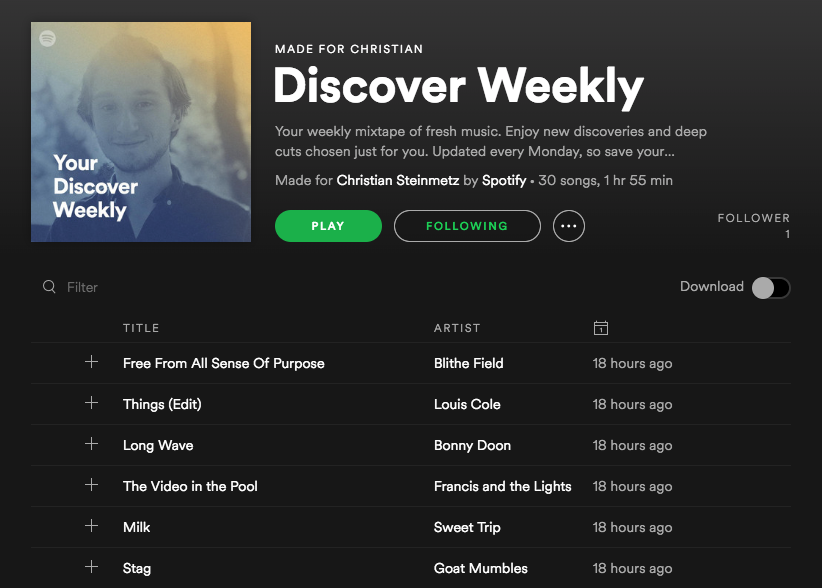 MADE FOR CHRISTIAN
Discover Weekly
Your weekly mixtape of fresh music. Enjoy new discoveries and deep
cuts chosen just for you. Updated every Monday, so save your...
Made for Christian Steinmetz by Spotify • 30 songs, 1 hr 55 min
Your
Discover
Weekly
PLAY FOLLOWING
FOLLOWER
1
Filter Download
TITLE ARTIST 1
Free From All Sense Of Purpose Blithe Field 18 hours ago
Things (Edit) Louis Cole 18 hours ago
Long Wave Bonny Doon 18 hours ago
The Video in the Pool Francis and the Lights 18 hours ago
Milk Sweet Trip 18 hours ago
Stag Goat Mumbles 18 hours ago